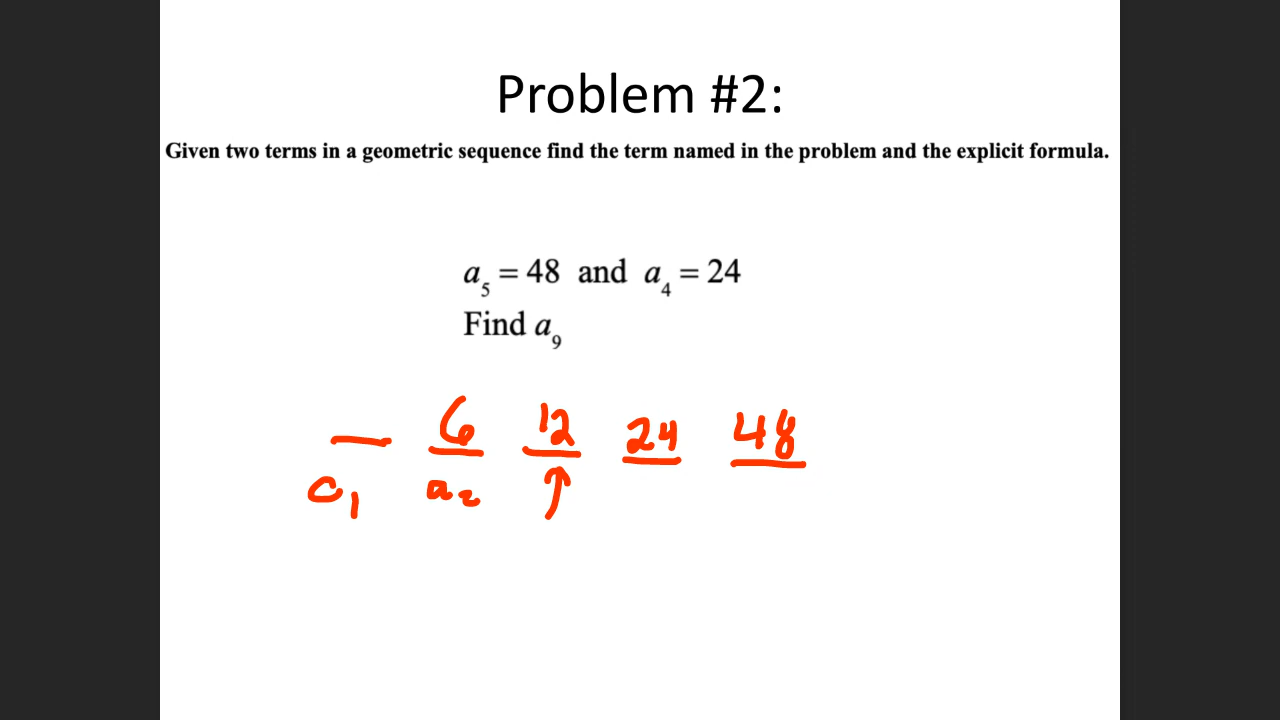 Problem #2:
Given two terms in a geometric sequence find the term named in the problem and the explicit formula.
a₅ = 48 and a₄ = 24
Find a₉
6 12 24 48
a₁ a₂